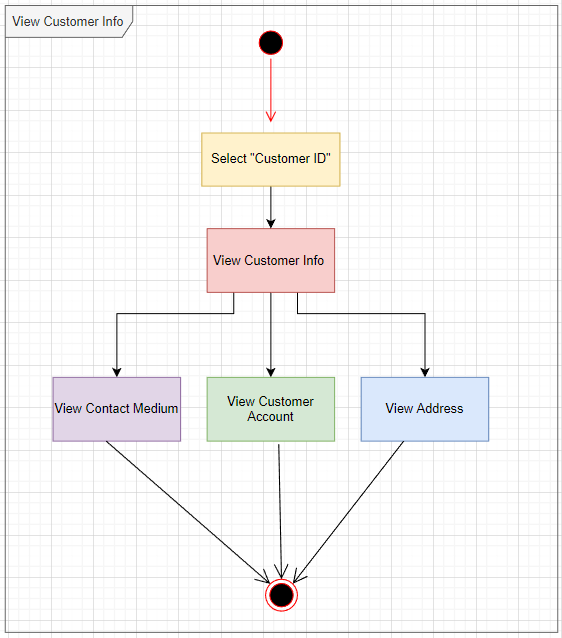 View Customer Info
Select "Customer ID"
View Customer Info
View Contact Medium
View Customer
Account
View Address